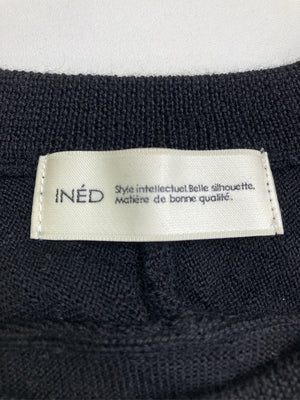 INÉD
Style intellectuel. Belle silhouette.
Matière de bonne qualité.